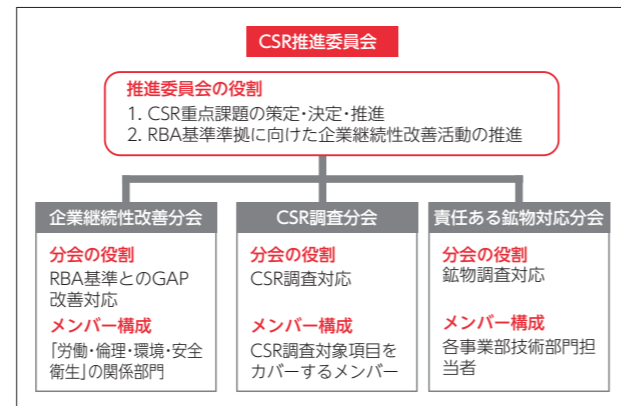 CSR推進委員会
推進委員会の役割
1. CSR重点課題の策定・決定・推進
2. RBA基準準拠に向けた企業継続性改善活動の推進
企業継続性改善分会
分会の役割
RBA基準とのGAP
改善対応
メンバー構成
「労働・倫理・環境・安全
衛生」の関係部門
CSR調査分会
分会の役割
CSR調査対応
メンバー構成
CSR調査対象項目を
カバーするメンバー
責任ある鉱物対応分会
分会の役割
鉱物調査対応
メンバー構成
各事業部技術部門担
当者